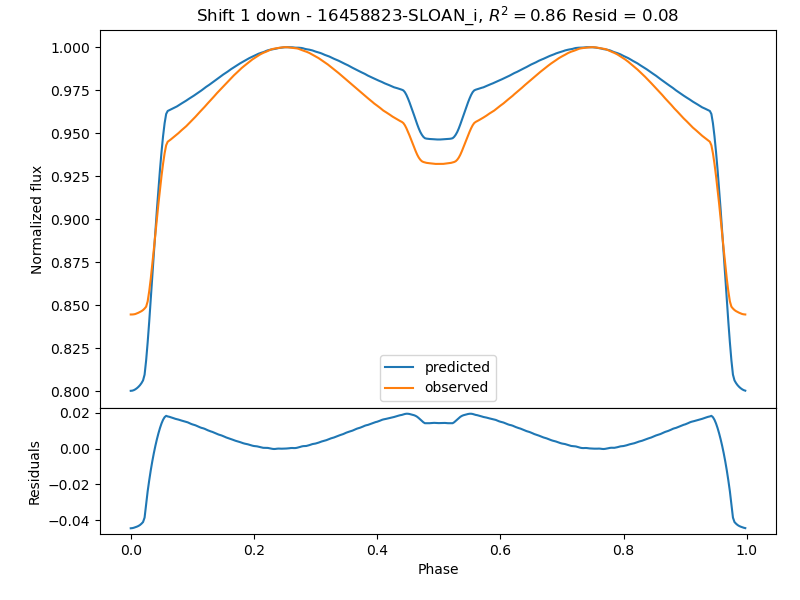 Shift 1 down - 16458823-SLOAN_i, $R^2 = 0.86$ Resid = 0.08
1.000
0.975
0.950
0.925
0.900
0.875
0.850
0.825
0.800
Normalized flux
predicted
observed
0.02
0.00
−0.02
−0.04
Residuals
0.0 0.2 0.4 0.6 0.8 1.0
Phase